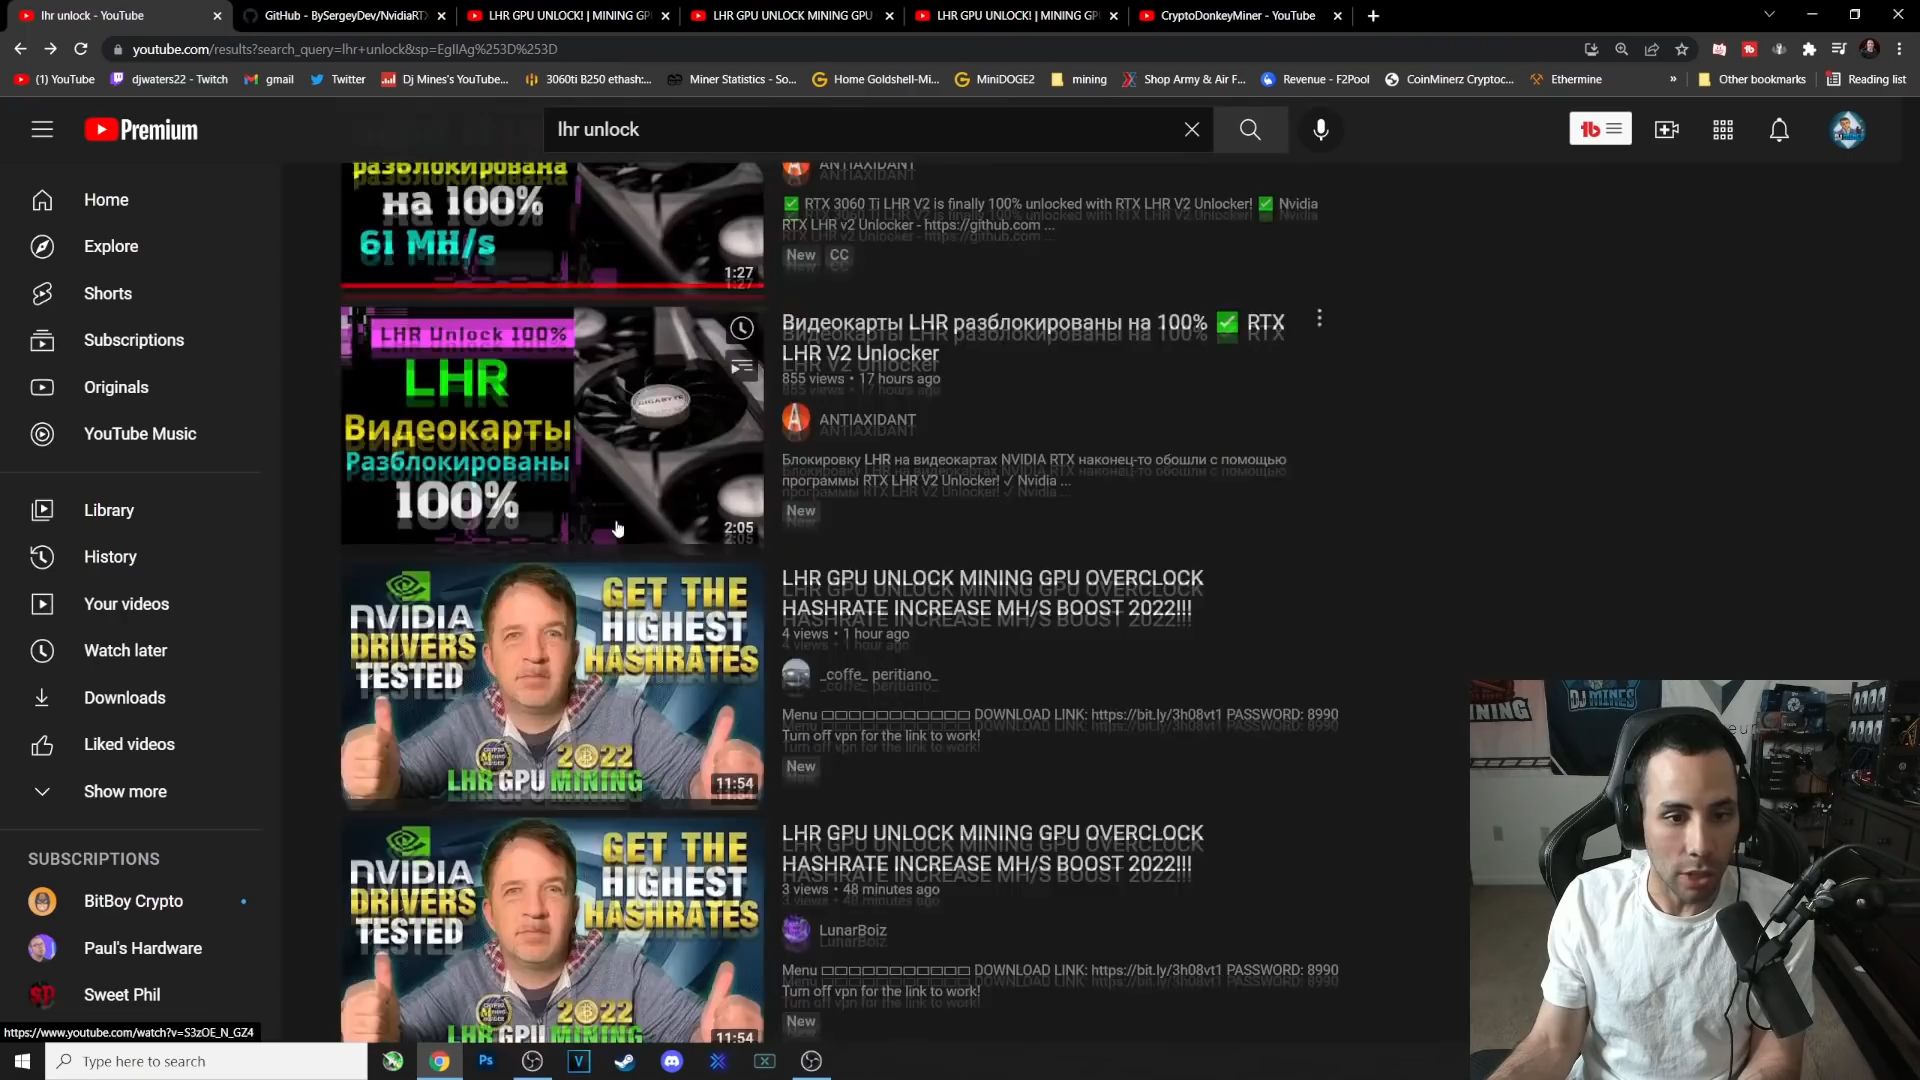 lhr unlock - YouTube
GitHub - BySergeyDev/NvidiaRTX
LHR GPU UNLOCK! | MINING GP
LHR GPU UNLOCK MINING GPU
LHR GPU UNLOCK! | MINING GP
CryptoDonkeyMiner - YouTube
youtube.com/results?search_query=lhr+unlock&sp=EgIIAg%253D%253D
(1) YouTube
djwaters22 - Twitch
gmail
Twitter
Dj Mines's YouTube...
3060ti B250 ethash:...
Miner Statistics - So...
Home Goldshell-Mi...
MiniDOGE2
mining
Shop Army & Air F...
Revenue - F2Pool
CoinMinerz Cryptoc...
Ethermine
»
Other bookmarks
Reading list
Premium
lhr unlock
Home
Explore
Shorts
Subscriptions
Originals
YouTube Music
Library
History
Your videos
Watch later
Downloads
Liked videos
Show more
SUBSCRIPTIONS
BitBoy Crypto
Paul's Hardware
Sweet Phil
разблокирована
на 100%
61 MH/s
1:27
ANTIAXIDANT
✅ RTX 3060 Ti LHR V2 is finally 100% unlocked with RTX LHR V2 Unlocker! ✅ Nvidia
RTX LHR v2 Unlocker - https://github.com ...
New
CC
LHR Unlock 100%
LHR
Видеокарты
Разблокированы
100%
GIGABYTE
2:05
Видеокарты LHR разблокированы на 100% ✅ RTX
LHR V2 Unlocker
855 views • 17 hours ago
ANTIAXIDANT
Блокировку LHR на видеокартах NVIDIA RTX наконец-то обошли с помощью
программы RTX LHR V2 Unlocker! ✓ Nvidia ...
New
NVIDIA
DRIVERS
TESTED
GET THE
HIGHEST
HASHRATES
2022
LHR GPU MINING
11:54
LHR GPU UNLOCK MINING GPU OVERCLOCK
HASHRATE INCREASE MH/S BOOST 2022!!!
4 views • 1 hour ago
_coffe_ peritiano_
Menu □□□□□□□□□□□ DOWNLOAD LINK: https://bit.ly/3h08vt1 PASSWORD: 8990
Turn off vpn for the link to work!
New
NVIDIA
DRIVERS
TESTED
GET THE
HIGHEST
HASHRATES
2022
LHR GPU MINING
11:54
LHR GPU UNLOCK MINING GPU OVERCLOCK
HASHRATE INCREASE MH/S BOOST 2022!!!
3 views • 48 minutes ago
LunarBoiz
Menu □□□□□□□□□□□ DOWNLOAD LINK: https://bit.ly/3h08vt1 PASSWORD: 8990
Turn off vpn for the link to work!
New
DJ MINES
https://www.youtube.com/watch?v=S3zOE_N_GZ4
Type here to search